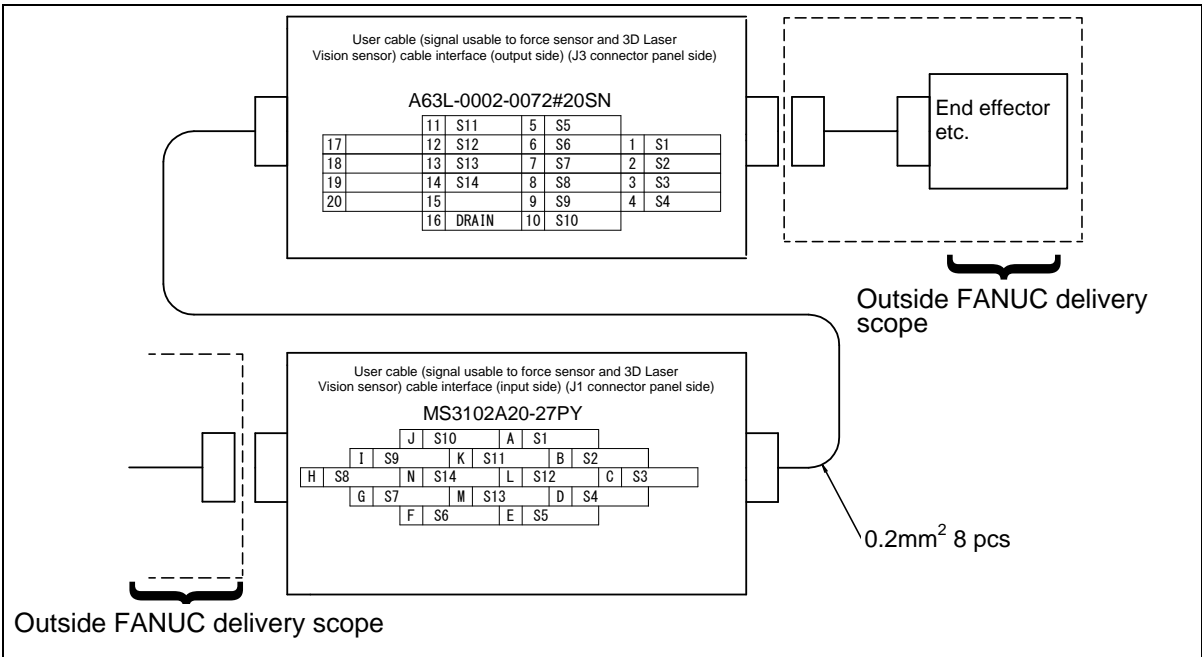 User cable (signal usable to force sensor and 3D Laser
Vision sensor) cable interface (output side) (J3 connector panel side)
A63L-0002-0072#20SN
11 S11 5 S5
17 12 S12 6 S6 1 S1
18 13 S13 7 S7 2 S2
19 14 S14 8 S8 3 S3
20 15 9 S9 4 S4
16 DRAIN 10 S10
End effector
etc.
Outside FANUC delivery
scope
User cable (signal usable to force sensor and 3D Laser
Vision sensor) cable interface (input side) (J1 connector panel side)
MS3102A20-27PY
J S10 A S1
I S9 K S11 B S2
H S8 N S14 L S12 C S3
G S7 M S13 D S4
F S6 E S5
0.2mm² 8 pcs
Outside FANUC delivery scope